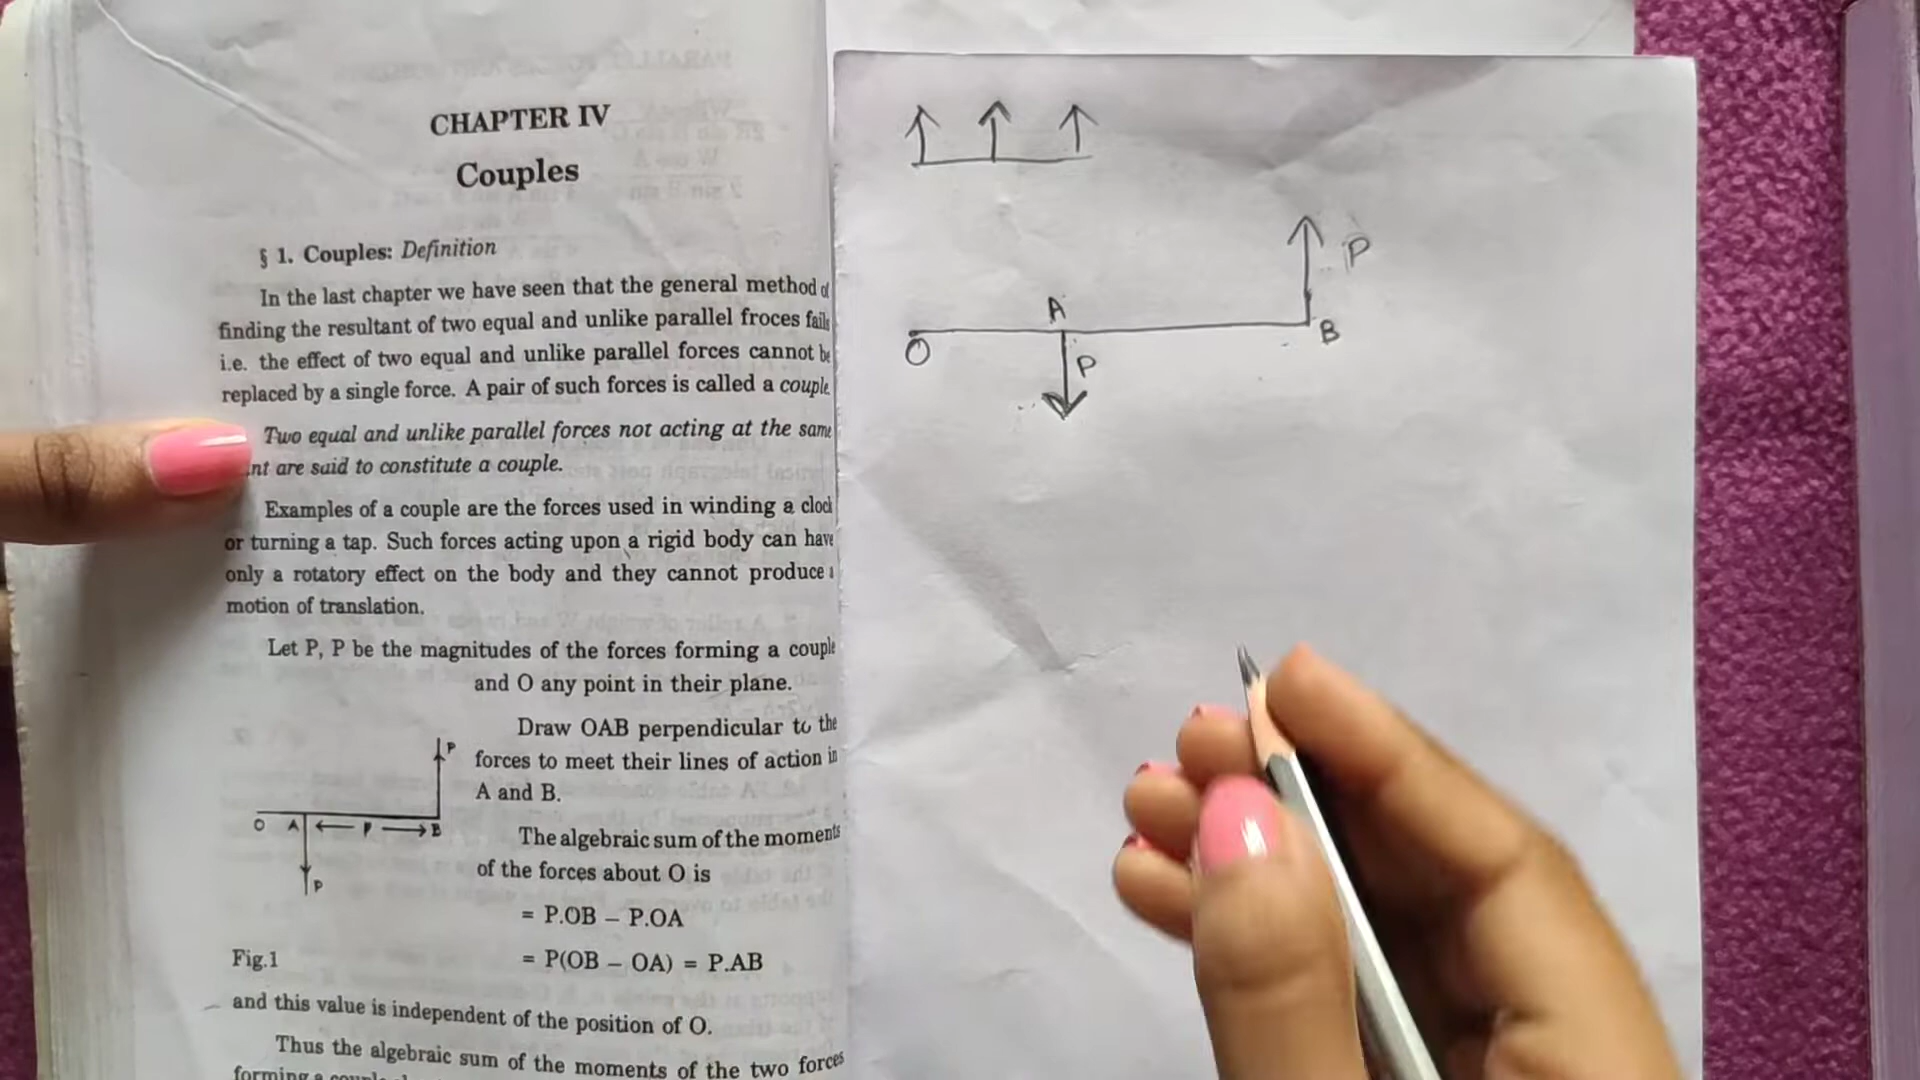 CHAPTER IV
Couples
§ 1. Couples: Definition
In the last chapter we have seen that the general method of
finding the resultant of two equal and unlike parallel froces fails
i.e. the effect of two equal and unlike parallel forces cannot be
replaced by a single force. A pair of such forces is called a couple.
Two equal and unlike parallel forces not acting at the same
nt are said to constitute a couple.
Examples of a couple are the forces used in winding a clock
or turning a tap. Such forces acting upon a rigid body can have
only a rotatory effect on the body and they cannot produce a
motion of translation.
Let P, P be the magnitudes of the forces forming a couple
and O any point in their plane.
Draw OAB perpendicular to the
forces to meet their lines of action in
A and B.
The algebraic sum of the moments
of the forces about O is
= P.OB – P.OA
= P(OB – OA) = P.AB
P
O A P B
P
Fig.1
and this value is independent of the position of O.
Thus the algebraic sum of the moments of the two forces
forming a
P
A
B
O
P